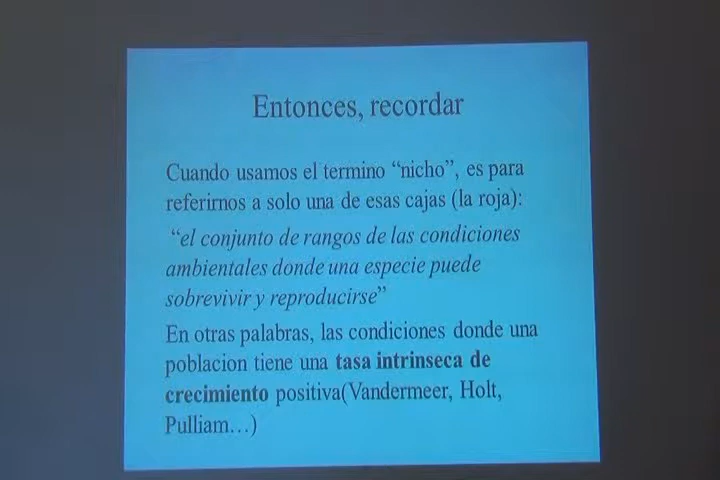 Entonces, recordar
Cuando usamos el termino “nicho”, es para
referirnos a solo una de esas cajas (la roja):
“el conjunto de rangos de las condiciones
ambientales donde una especie puede
sobrevivir y reproducirse”
En otras palabras, las condiciones donde una
poblacion tiene una tasa intrinseca de
crecimiento positiva(Vandermeer, Holt,
Pulliam…)